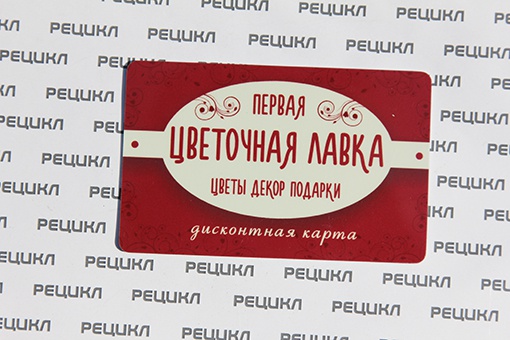 ПЕРВАЯ
ЦВЕТОЧНАЯ ЛАВКА
ЦВЕТЫ ДЕКОР ПОДАРКИ
дисконтная карта
РЕЦИКЛ